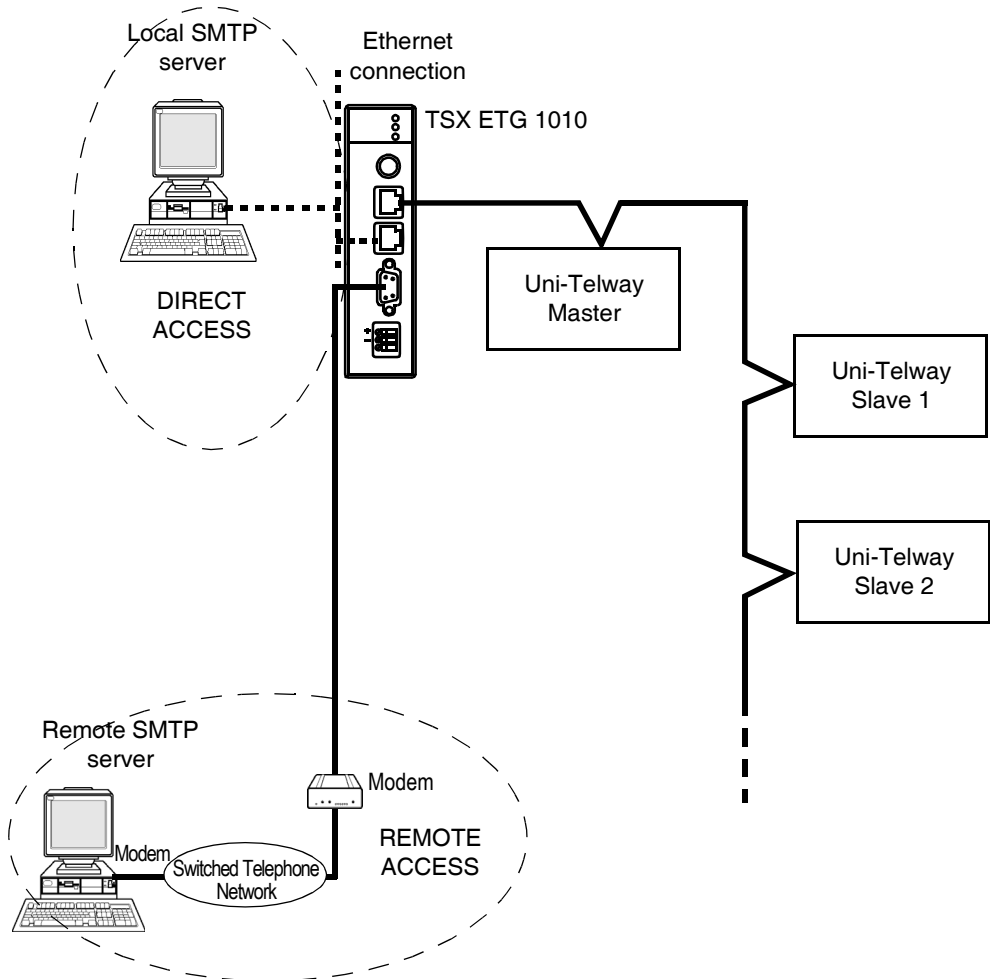 Local SMTP
server
Ethernet
connection
TSX ETG 1010
DIRECT
ACCESS
+
–
Uni-Telway
Master
Uni-Telway
Slave 1
Uni-Telway
Slave 2
Remote SMTP
server
Modem
Modem
Switched Telephone
Network
REMOTE
ACCESS